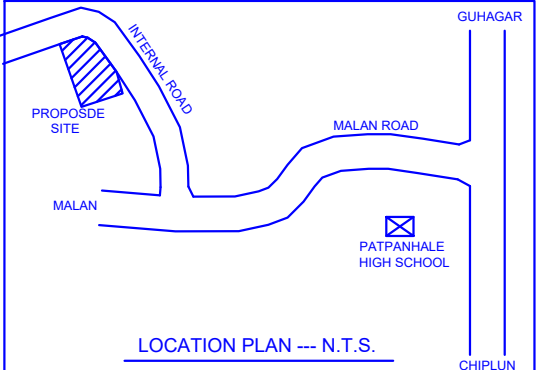 GUHAGAR
INTERNAL ROAD
PROPOSDE
SITE
MALAN ROAD
MALAN
PATPANHALE
HIGH SCHOOL
LOCATION PLAN --- N.T.S.
CHIPLUN